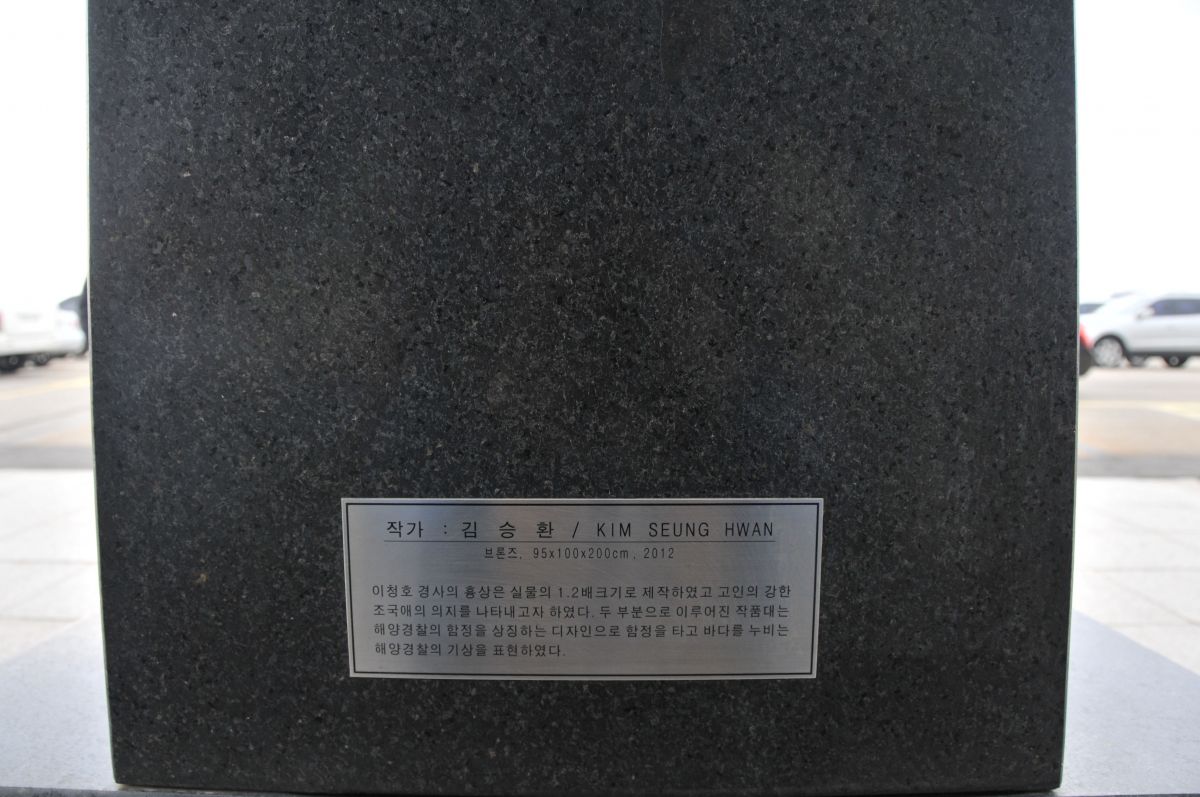 작가 : 김 승 환 / KIM SEUNG HWAN
브론즈, 95x100x200cm, 2012
이청호 경사의 흉상은 실물의 1.2배크기로 제작하였고 고인의 강한
조국애의 의지를 나타내고자 하였다. 두 부분으로 이루어진 작품대는
해양경찰의 함정을 상징하는 디자인으로 함정을 타고 바다를 누비는
해양경찰의 기상을 표현하였다.